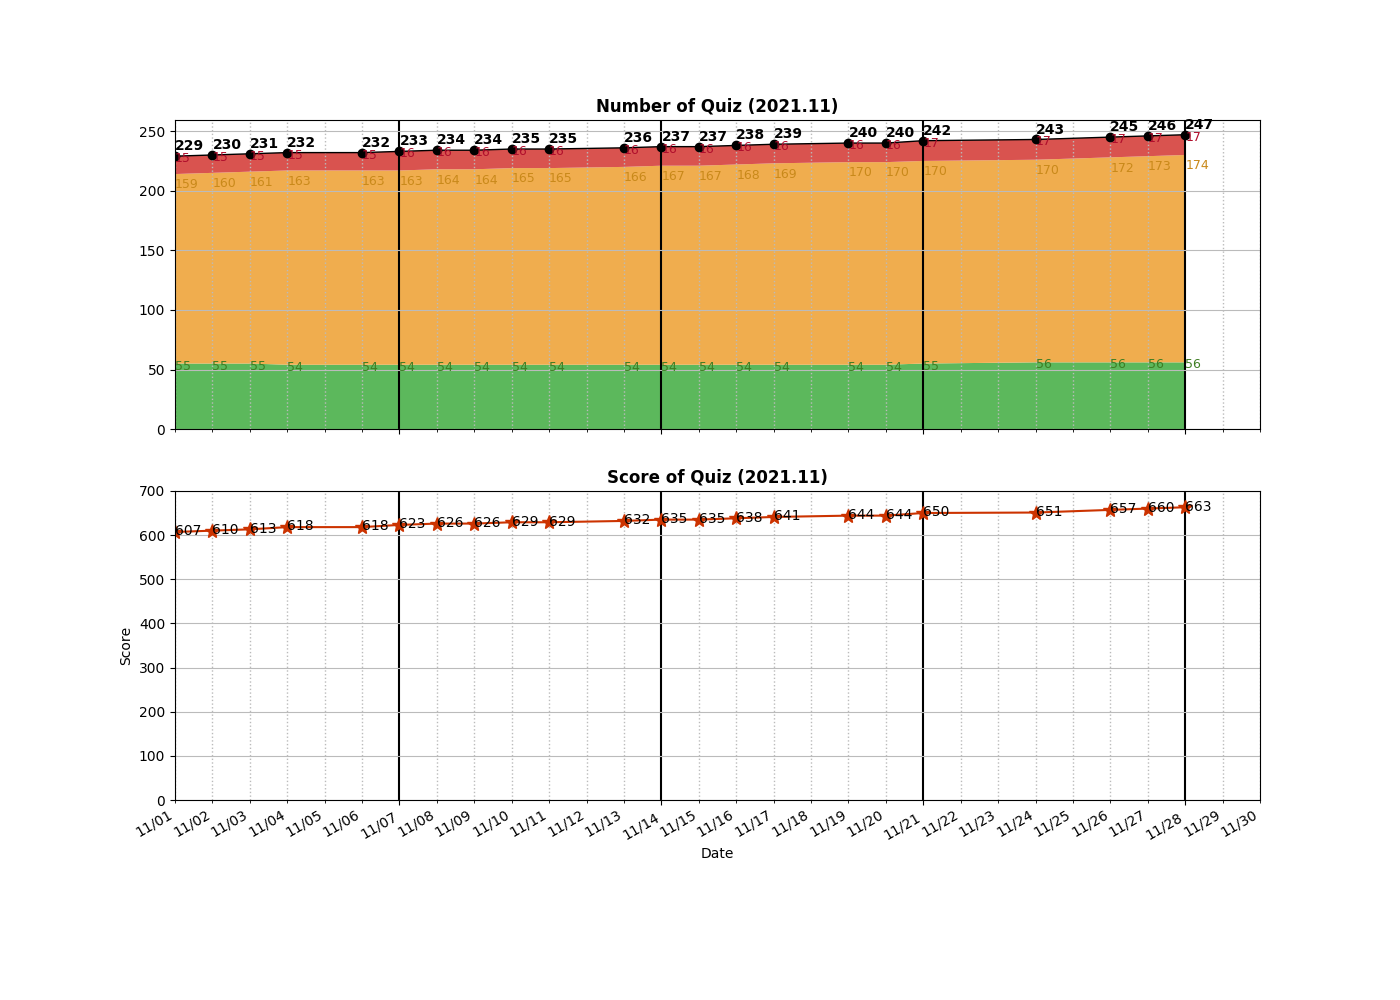 Number of Quiz (2021.11)
250
200
150
100
50
0
229 230 231 232 232 233 234 234 235 235 236 237 237 238 239 240 240 242 243 245 246 247
15 15 15 15 15 16 16 16 16 16 16 16 16 16 16 16 16 17 17 17 17 17
159 160 161 163 163 163 164 164 165 165 166 167 167 168 169 170 170 170 170 172 173 174
55 55 55 54 54 54 54 54 54 54 54 54 54 54 54 54 54 55 56 56 56 56
Score of Quiz (2021.11)
Score
700
600
500
400
300
200
100
0
607 610 613 618 618 623 626 626 629 629 632 635 635 638 641 644 644 650 651 657 660 663
11/01 11/02 11/03 11/04 11/05 11/06 11/07 11/08 11/09 11/10 11/11 11/12 11/13 11/14 11/15 11/16 11/17 11/18 11/19 11/20 11/21 11/22 11/23 11/24 11/25 11/26 11/27 11/28 11/29 11/30
Date